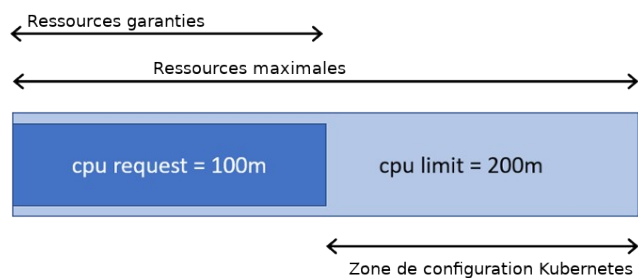 Ressources garanties
Ressources maximales
cpu request = 100m
cpu limit = 200m
Zone de configuration Kubernetes